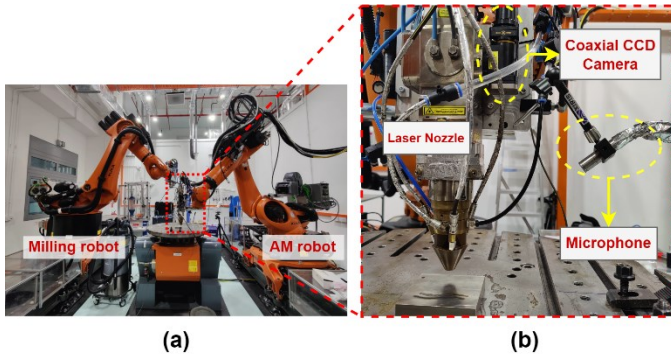 Milling robot
AM robot
(a)
Coaxial CCD
Camera
Laser Nozzle
Microphone
(b)